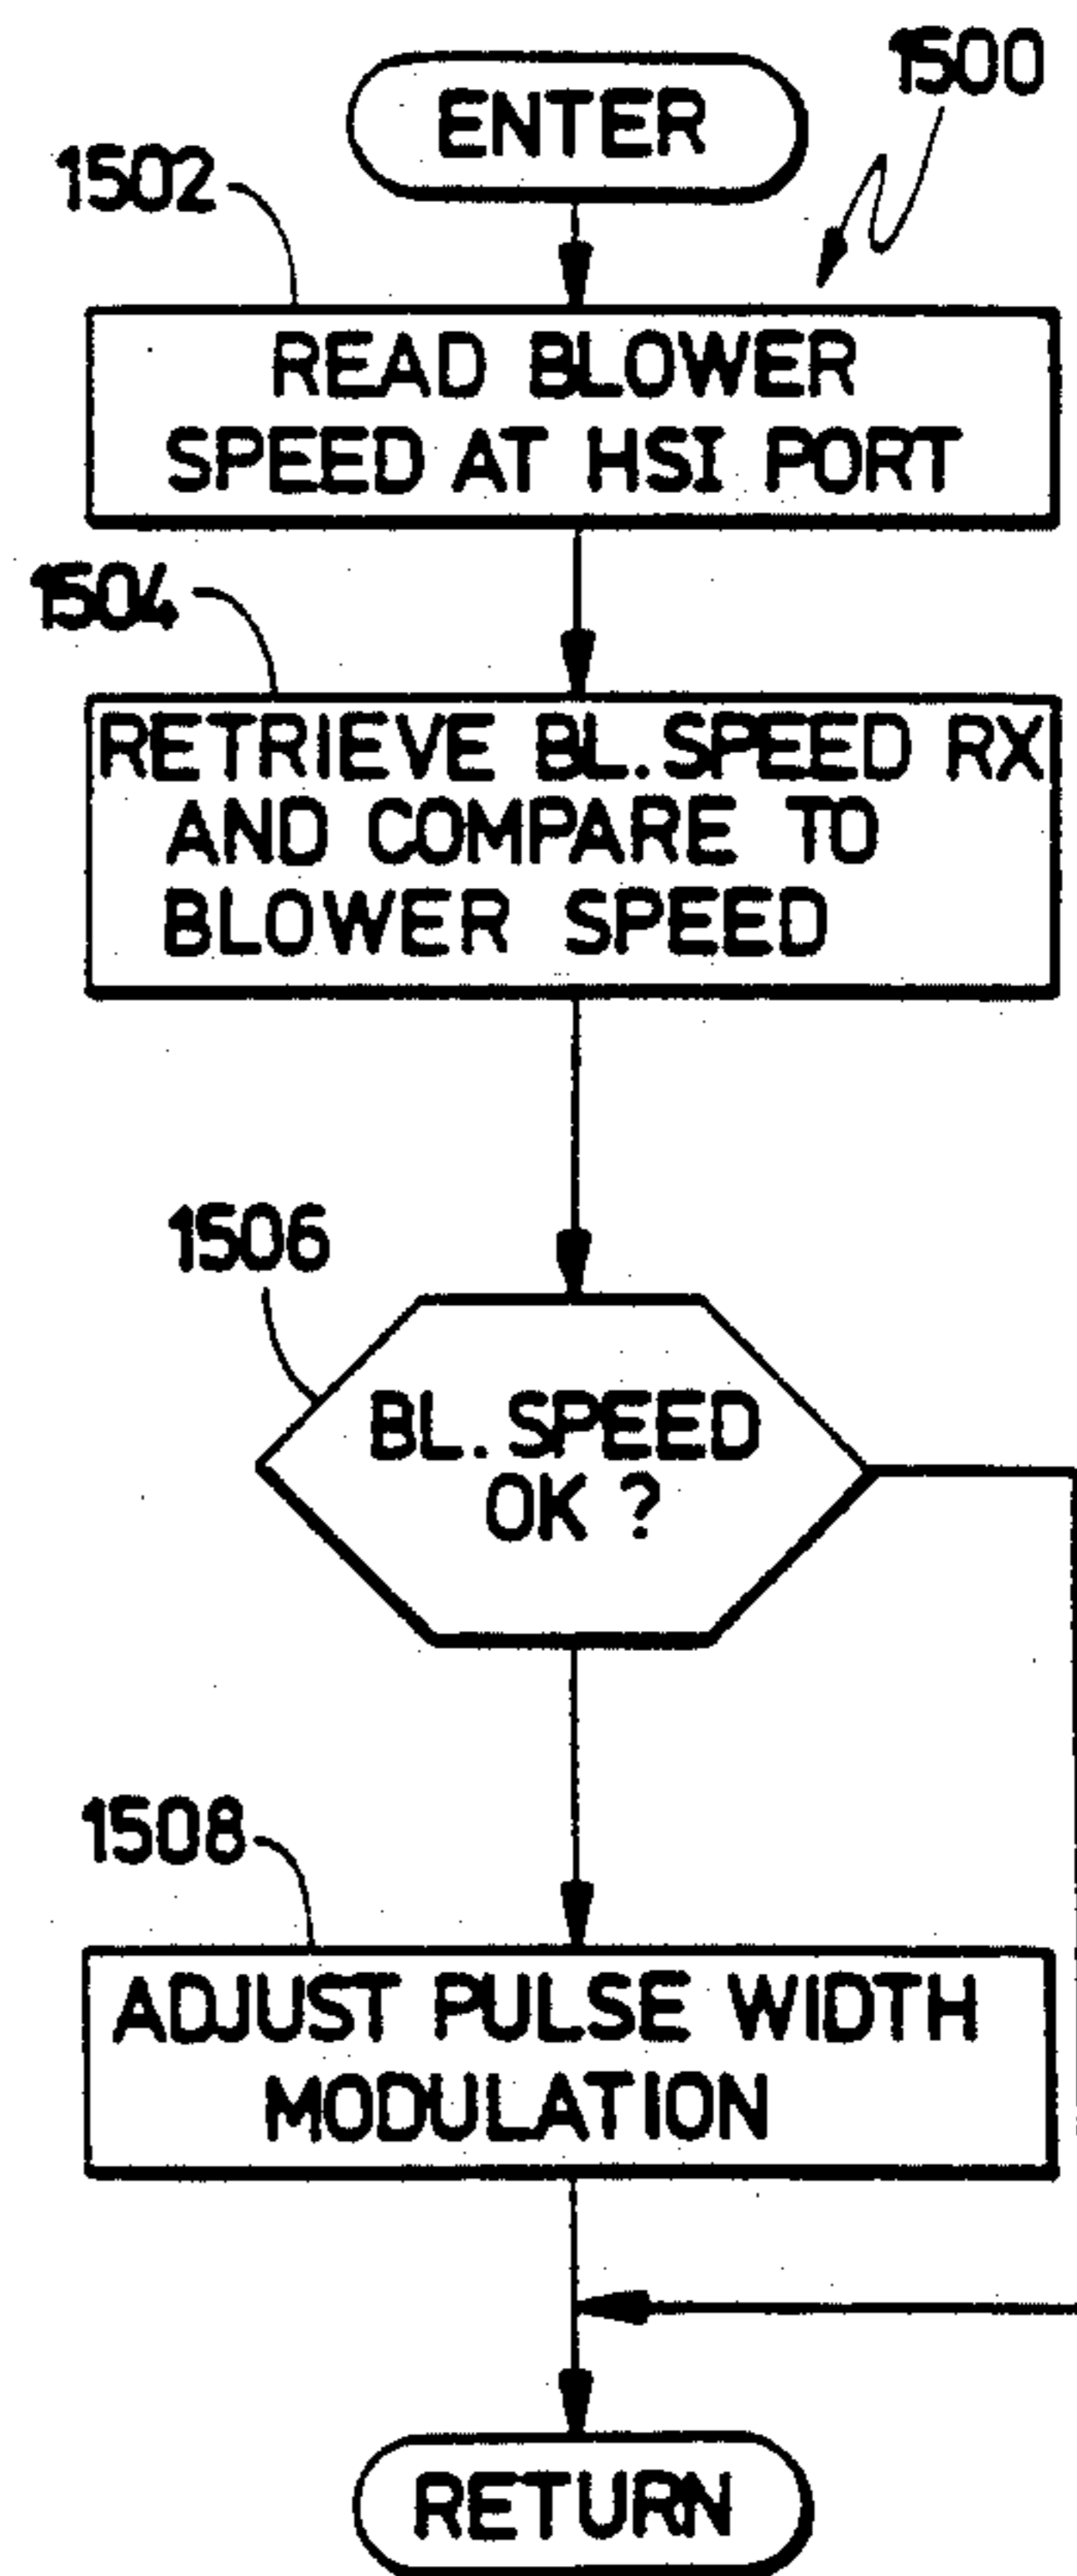 1500
ENTER
1502
READ BLOWER
SPEED AT HSI PORT
1504
RETRIEVE BL.SPEED RX
AND COMPARE TO
BLOWER SPEED
1506
BL. SPEED
OK ?
1508
ADJUST PULSE WIDTH
MODULATION
RETURN